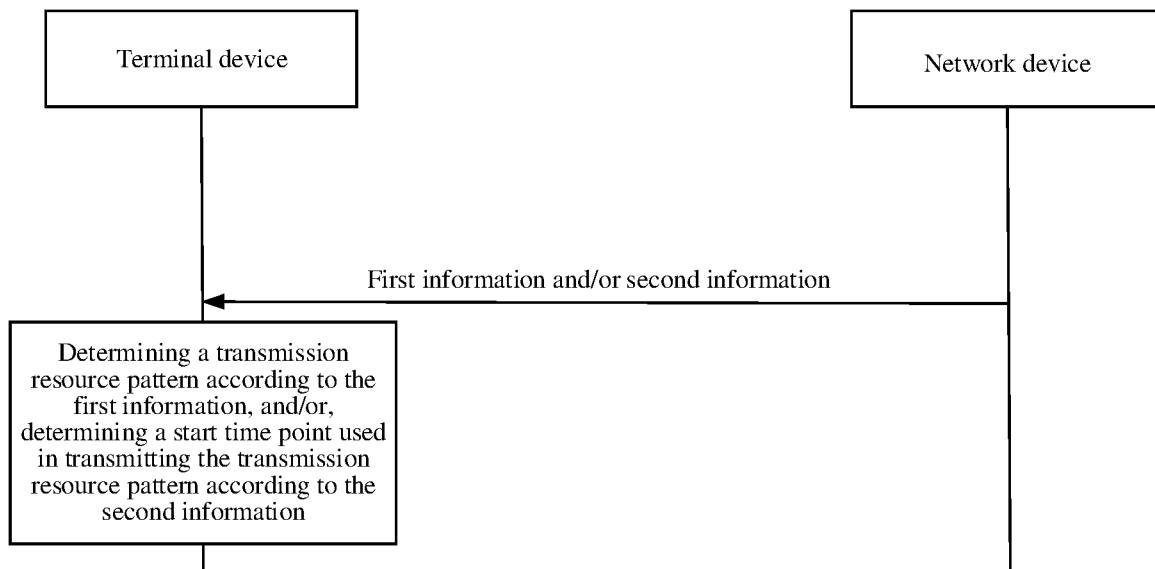 Terminal device
Network device
First information and/or second information
Determining a transmission
resource pattern according to the
first information, and/or,
determining a start time point used
in transmitting the transmission
resource pattern according to the
second information